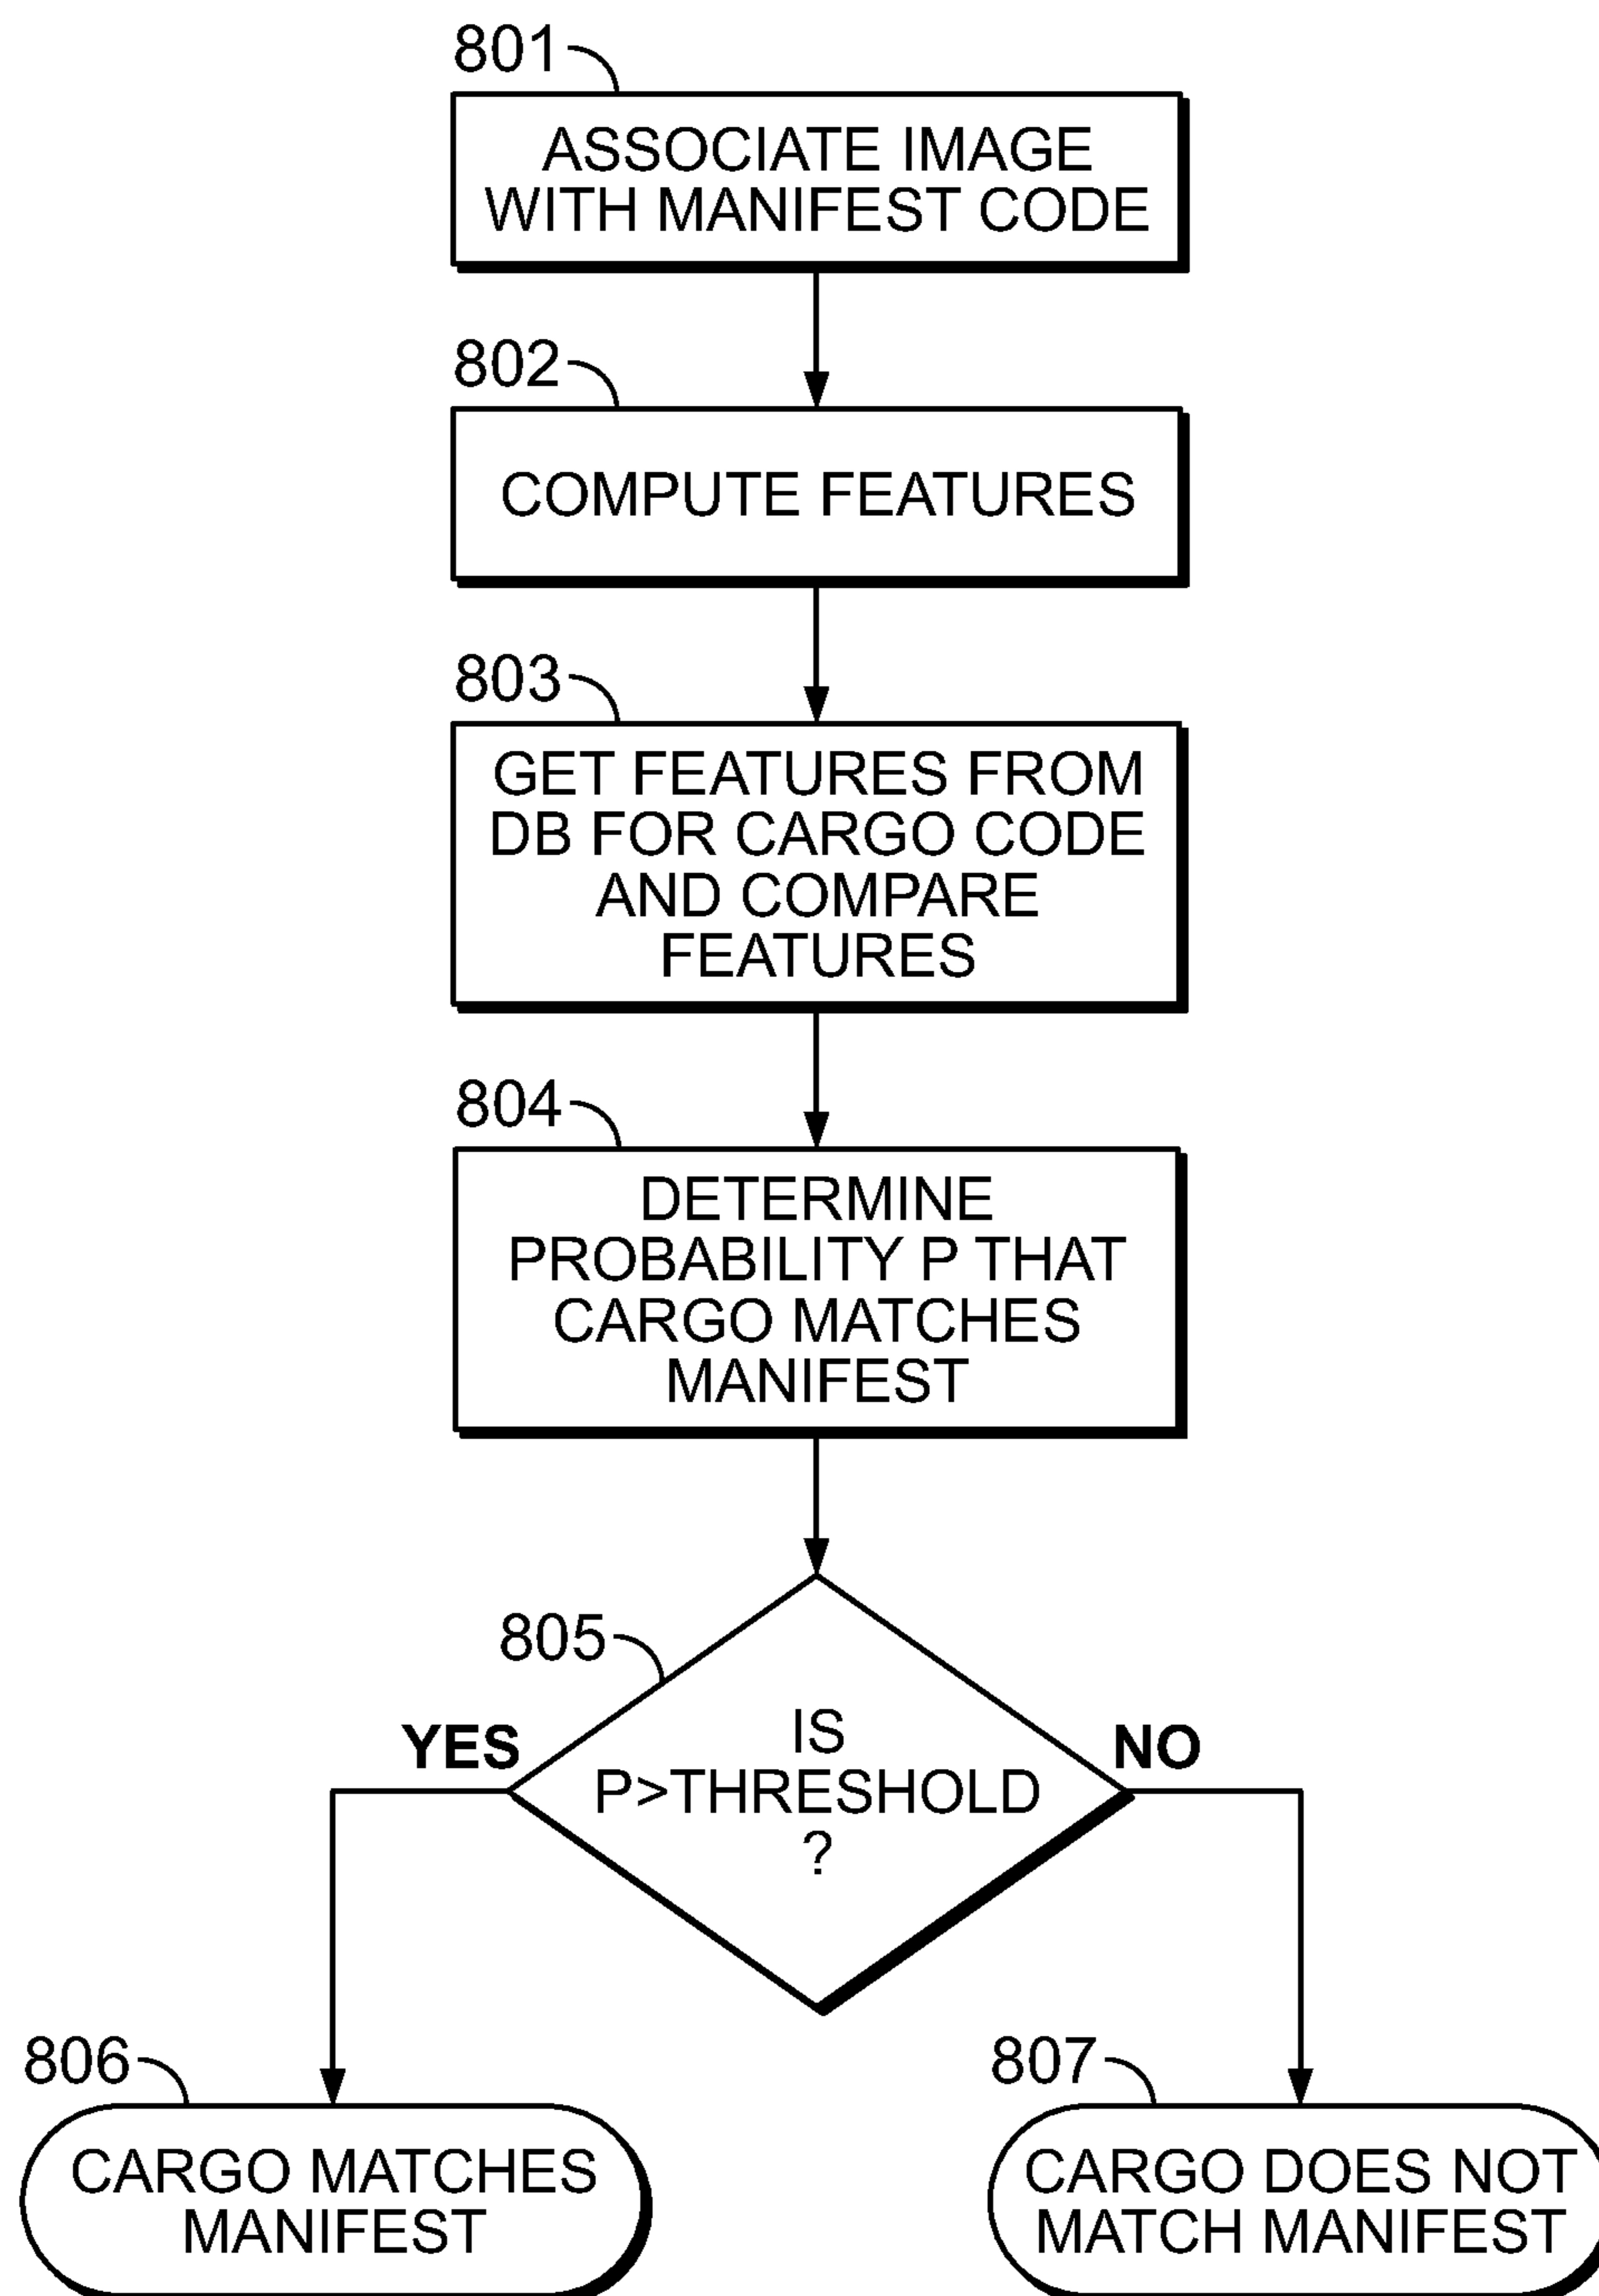 801
ASSOCIATE IMAGE
WITH MANIFEST CODE
802
COMPUTE FEATURES
803
GET FEATURES FROM
DB FOR CARGO CODE
AND COMPARE
FEATURES
804
DETERMINE
PROBABILITY P THAT
CARGO MATCHES
MANIFEST
805
IS
P>THRESHOLD
?
YES
NO
806
CARGO MATCHES
MANIFEST
807
CARGO DOES NOT
MATCH MANIFEST